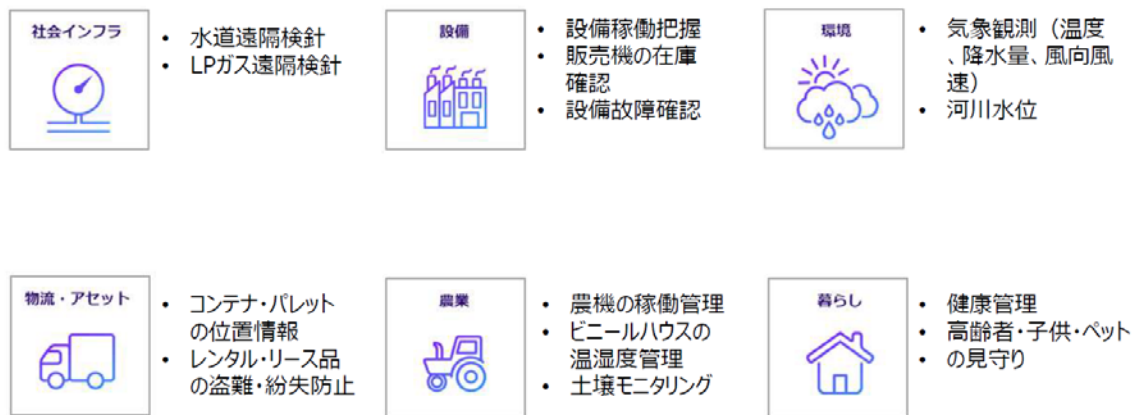 社会インフラ
• 水道遠隔検針
• LPガス遠隔検針
設備
• 設備稼働把握
• 販売機の在庫
確認
• 設備故障確認
環境
• 気象観測（温度
、降水量、風向風
速）
• 河川水位
物流・アセット
• コンテナ・パレット
の位置情報
• レンタル・リース品
の盗難・紛失防止
農業
• 農機の稼働管理
• ビニールハウスの
温湿度管理
• 土壌モニタリング
暮らし
• 健康管理
• 高齢者・子供・ペット
• の見守り